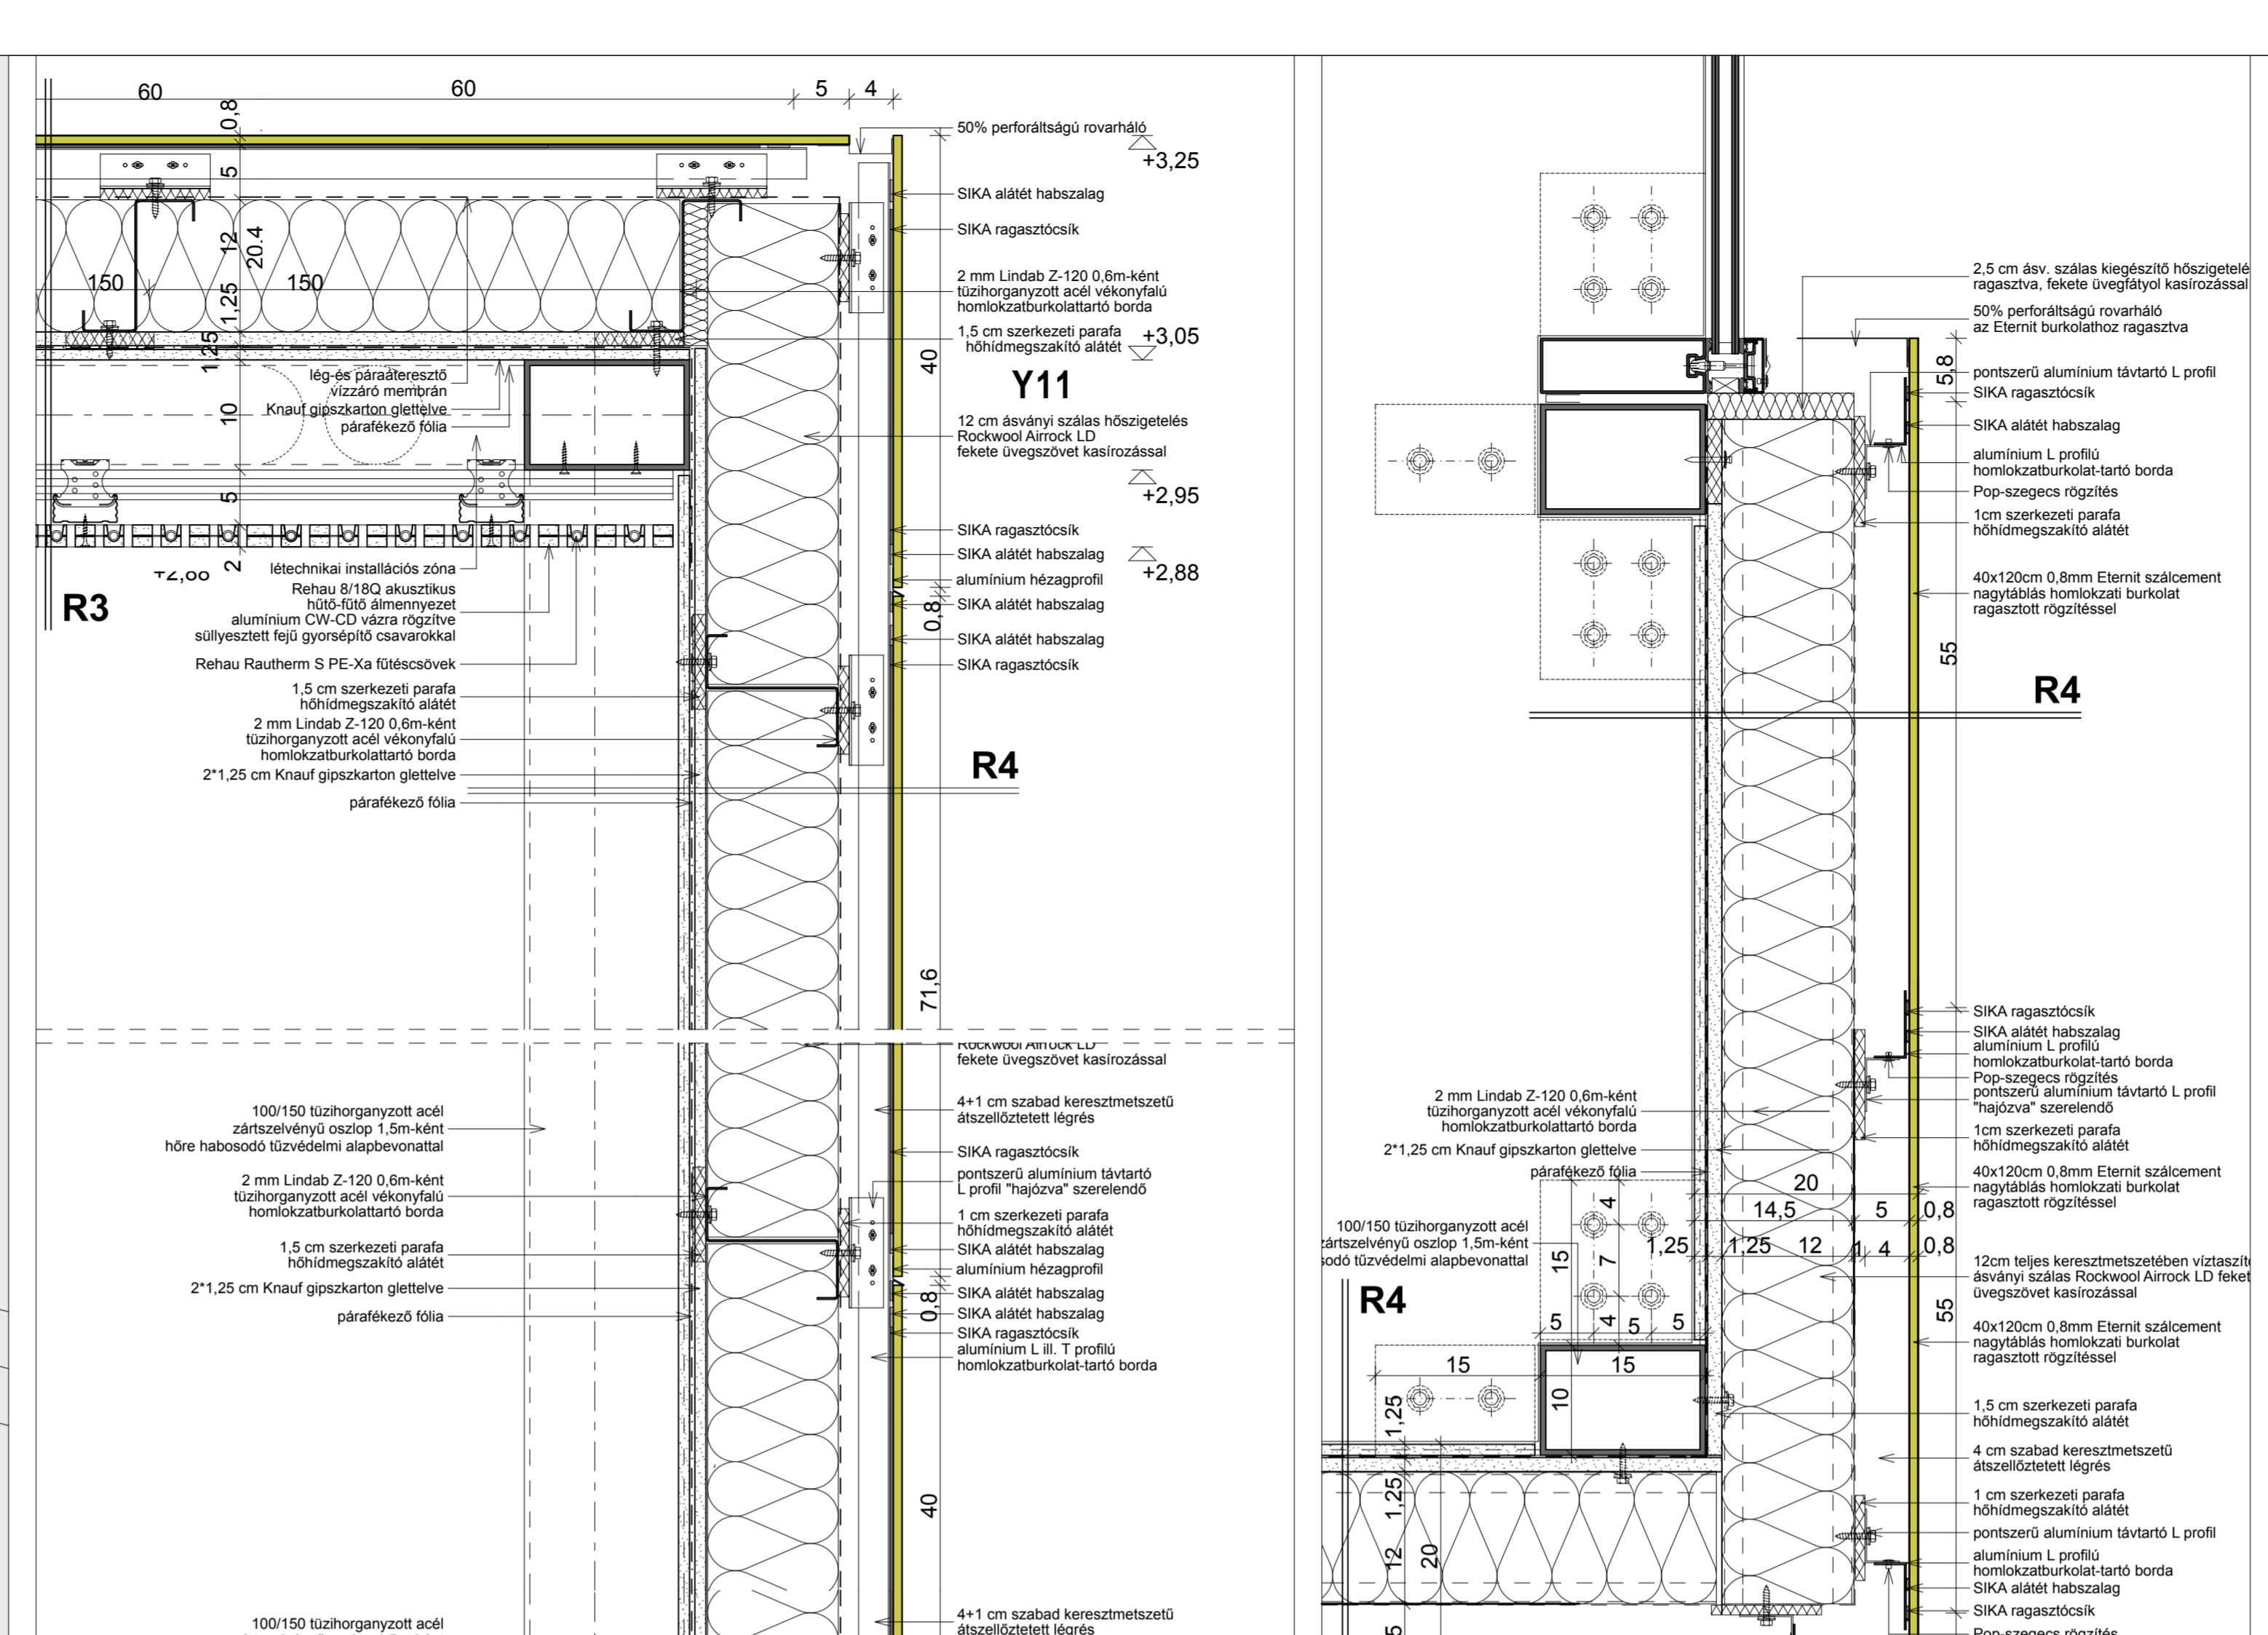 60
60
5
4
0,8
50% perforáltságú rovarháló
+3,25
5
SIKA alátét habszalag
SIKA ragasztócsík
12
20.4
150
150
1,25
2 mm Lindab Z-120 0,6m-ként
tüzihorganyzott acél vékonyfalú
homlokzatburkolattartó borda
1,5 cm szerkezeti parafa
hőhídmegszakító alátét
+3,05
1,25
40
lég-és páraáteresztő
vízzáró membrán
Knauf gipszkarton glettelve
párafékező fólia
10
Y11
12 cm ásványi szálas hőszigetelés
Rockwool Airrock LD
fekete üvegszövet kasírozással
+2,95
5
SIKA ragasztócsík
SIKA alátét habszalag
+2,88
alumínium hézagprofil
SIKA alátét habszalag
0,8
SIKA alátét habszalag
SIKA ragasztócsík
2
R3
létechnikai installációs zóna
Rehau 8/18Q akusztikus
hűtő-fűtő álmennyezet
alumínium CW-CD vázra rögzítve
süllyesztett fejű gyorsépítő csavarokkal
Rehau Rautherm S PE-Xa fűtéscsövek
1,5 cm szerkezeti parafa
hőhídmegszakító alátét
2 mm Lindab Z-120 0,6m-ként
tüzihorganyzott acél vékonyfalú
homlokzatburkolattartó borda
2*1,25 cm Knauf gipszkarton glettelve
párafékező fólia
R4
71,6
Rockwool Airrock LD
fekete üvegszövet kasírozással
100/150 tüzihorganyzott acél
zártszelvényű oszlop 1,5m-ként
hőre habosodó tűzvédelmi alapbevonattal
4+1 cm szabad keresztmetszetű
átszellőztetett légrés
SIKA ragasztócsík
pontszerű alumínium távtartó
L profil "hajózva" szerelendő
2 mm Lindab Z-120 0,6m-ként
tüzihorganyzott acél vékonyfalú
homlokzatburkolattartó borda
1 cm szerkezeti parafa
hőhídmegszakító alátét
1,5 cm szerkezeti parafa
hőhídmegszakító alátét
SIKA alátét habszalag
alumínium hézagprofil
2*1,25 cm Knauf gipszkarton glettelve
SIKA alátét habszalag
0,8
SIKA alátét habszalag
párafékező fólia
SIKA ragasztócsík
alumínium L ill. T profilú
homlokzatburkolat-tartó borda
40
100/150 tüzihorganyzott acél
4+1 cm szabad keresztmetszetű
átszellőztetett légrés
2,5 cm ásv. szálas kiegészítő hőszigetelé
ragasztva, fekete üvegfátyol kasírozással
50% perforáltságú rovarháló
az Eternit burkolathoz ragasztva
5,8
pontszerű alumínium távtartó L profil
SIKA ragasztócsík
SIKA alátét habszalag
alumínium L profilú
homlokzatburkolat-tartó borda
Pop-szegecs rögzítés
1cm szerkezeti parafa
hőhídmegszakító alátét
40x120cm 0,8mm Eternit szálcement
nagytáblás homlokzati burkolat
ragasztott rögzítéssel
55
R4
SIKA ragasztócsík
SIKA alátét habszalag
alumínium L profilú
homlokzatburkolat-tartó borda
Pop-szegecs rögzítés
pontszerű alumínium távtartó L profil
"hajózva" szerelendő
1cm szerkezeti parafa
hőhídmegszakító alátét
2 mm Lindab Z-120 0,6m-ként
tüzihorganyzott acél vékonyfalú
homlokzatburkolattartó borda
2*1,25 cm Knauf gipszkarton glettelve
párafékező fólia
40x120cm 0,8mm Eternit szálcement
nagytáblás homlokzati burkolat
ragasztott rögzítéssel
20
14,5
5
0,8
4
100/150 tüzihorganyzott acél
zártszelvényű oszlop 1,5m-ként
sodó tűzvédelmi alapbevonattal
15
7
1,25
1,25
12
1
4
0,8
12cm teljes keresztmetszetében víztaszító
ásványi szálas Rockwool Airrock LD feket
üvegszövet kasírozással
R4
5
4
5
5
55
40x120cm 0,8mm Eternit szálcement
nagytáblás homlokzati burkolat
ragasztott rögzítéssel
15
15
10
1,25
1,5 cm szerkezeti parafa
hőhídmegszakító alátét
4 cm szabad keresztmetszetű
átszellőztetett légrés
1,25
1 cm szerkezeti parafa
hőhídmegszakító alátét
pontszerű alumínium távtartó L profil
12
20
alumínium L profilú
homlokzatburkolat-tartó borda
SIKA alátét habszalag
SIKA ragasztócsík
5
Pop-szegecs rögzítés